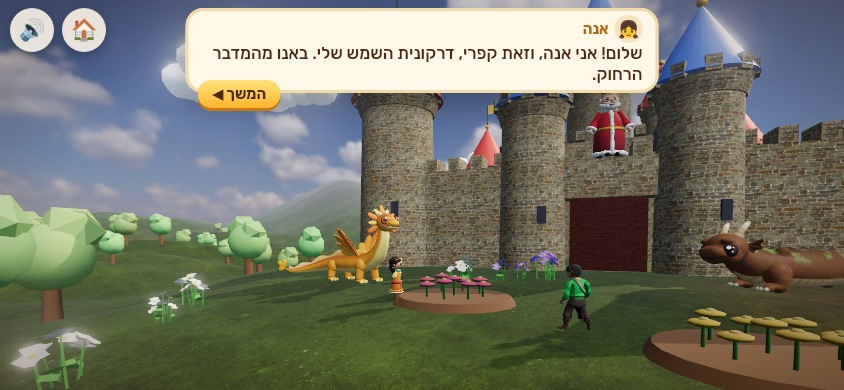 אנה
שלום! אני אנה, וזאת קפרי, דרקונית השמש שלי. באנו מהמדבר
הרחוק.
המשך ◀